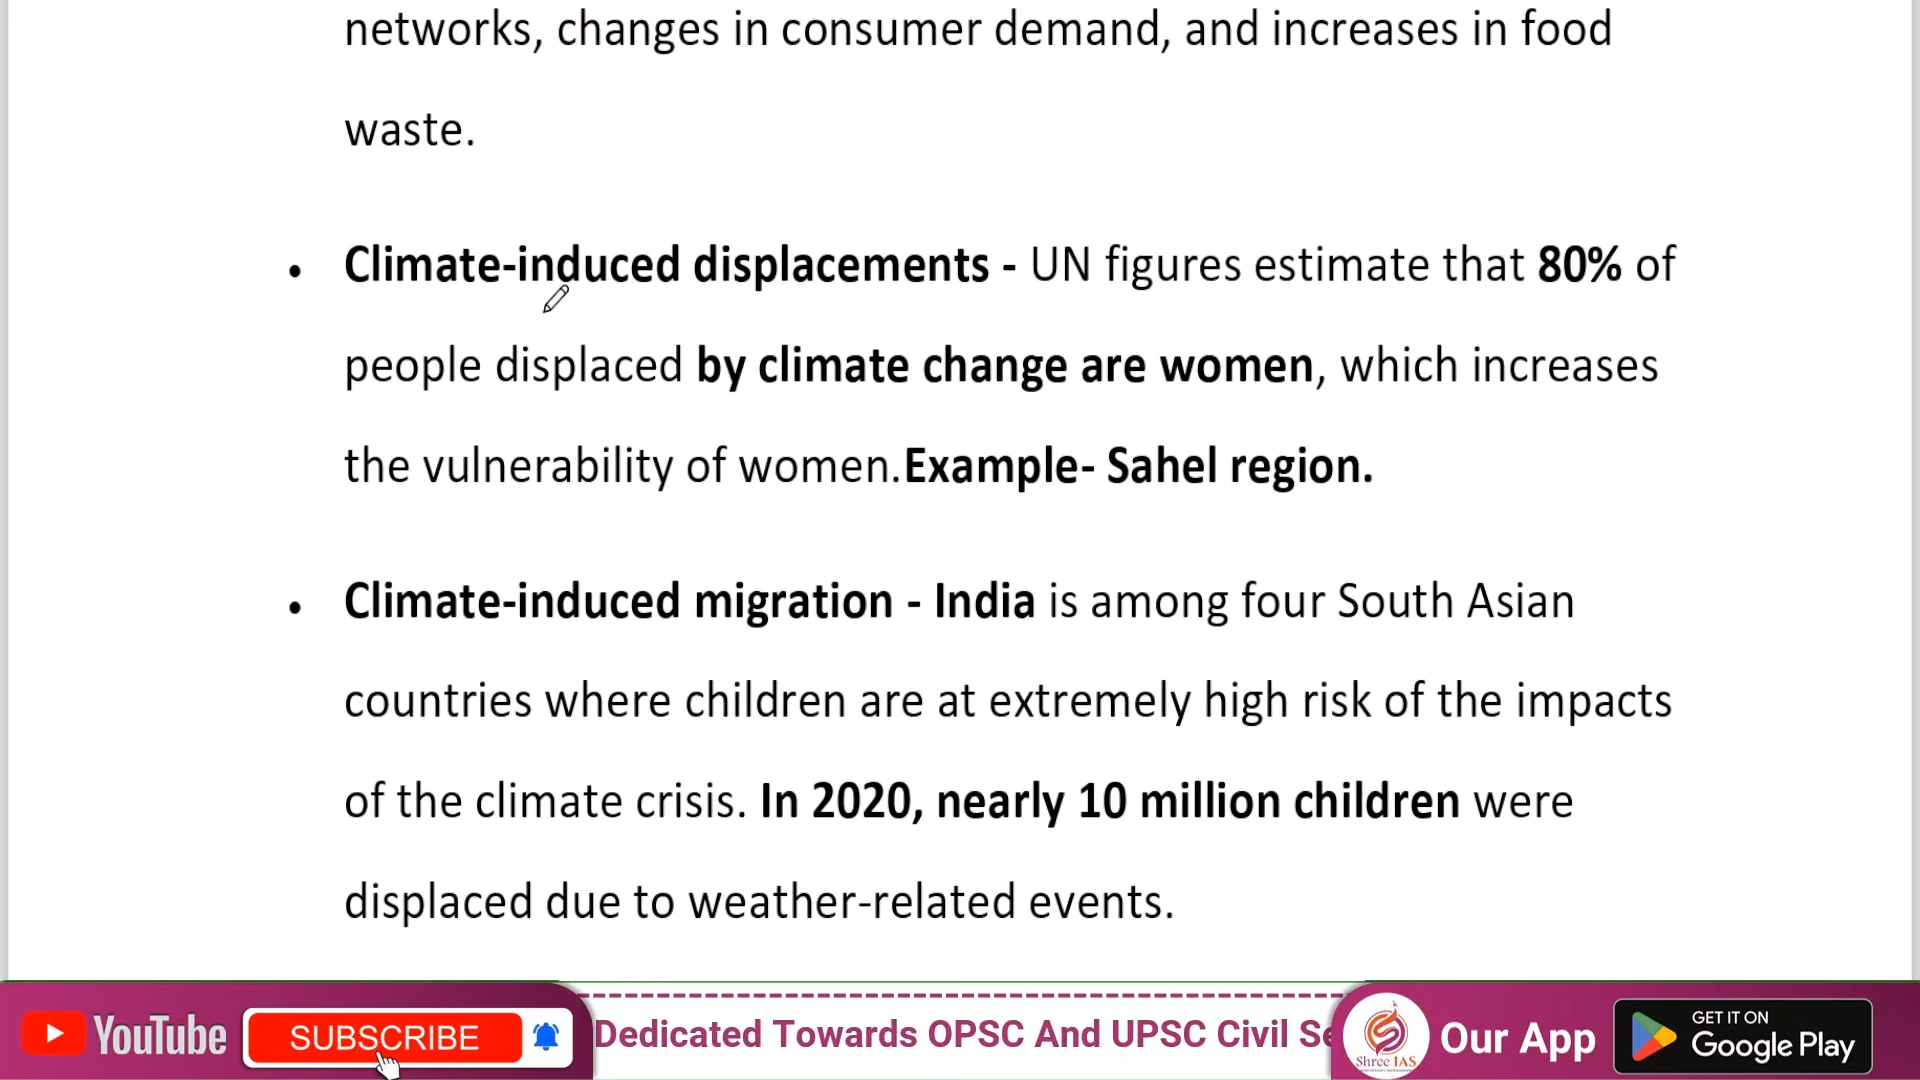 networks, changes in consumer demand, and increases in food
waste.
• Climate-induced displacements - UN figures estimate that 80% of
people displaced by climate change are women, which increases
the vulnerability of women.Example- Sahel region.
• Climate-induced migration - India is among four South Asian
countries where children are at extremely high risk of the impacts
of the climate crisis. In 2020, nearly 10 million children were
displaced due to weather-related events.
YouTube SUBSCRIBE Dedicated Towards OPSC And UPSC Civil Se Shree IAS Our App GET IT ON Google Play